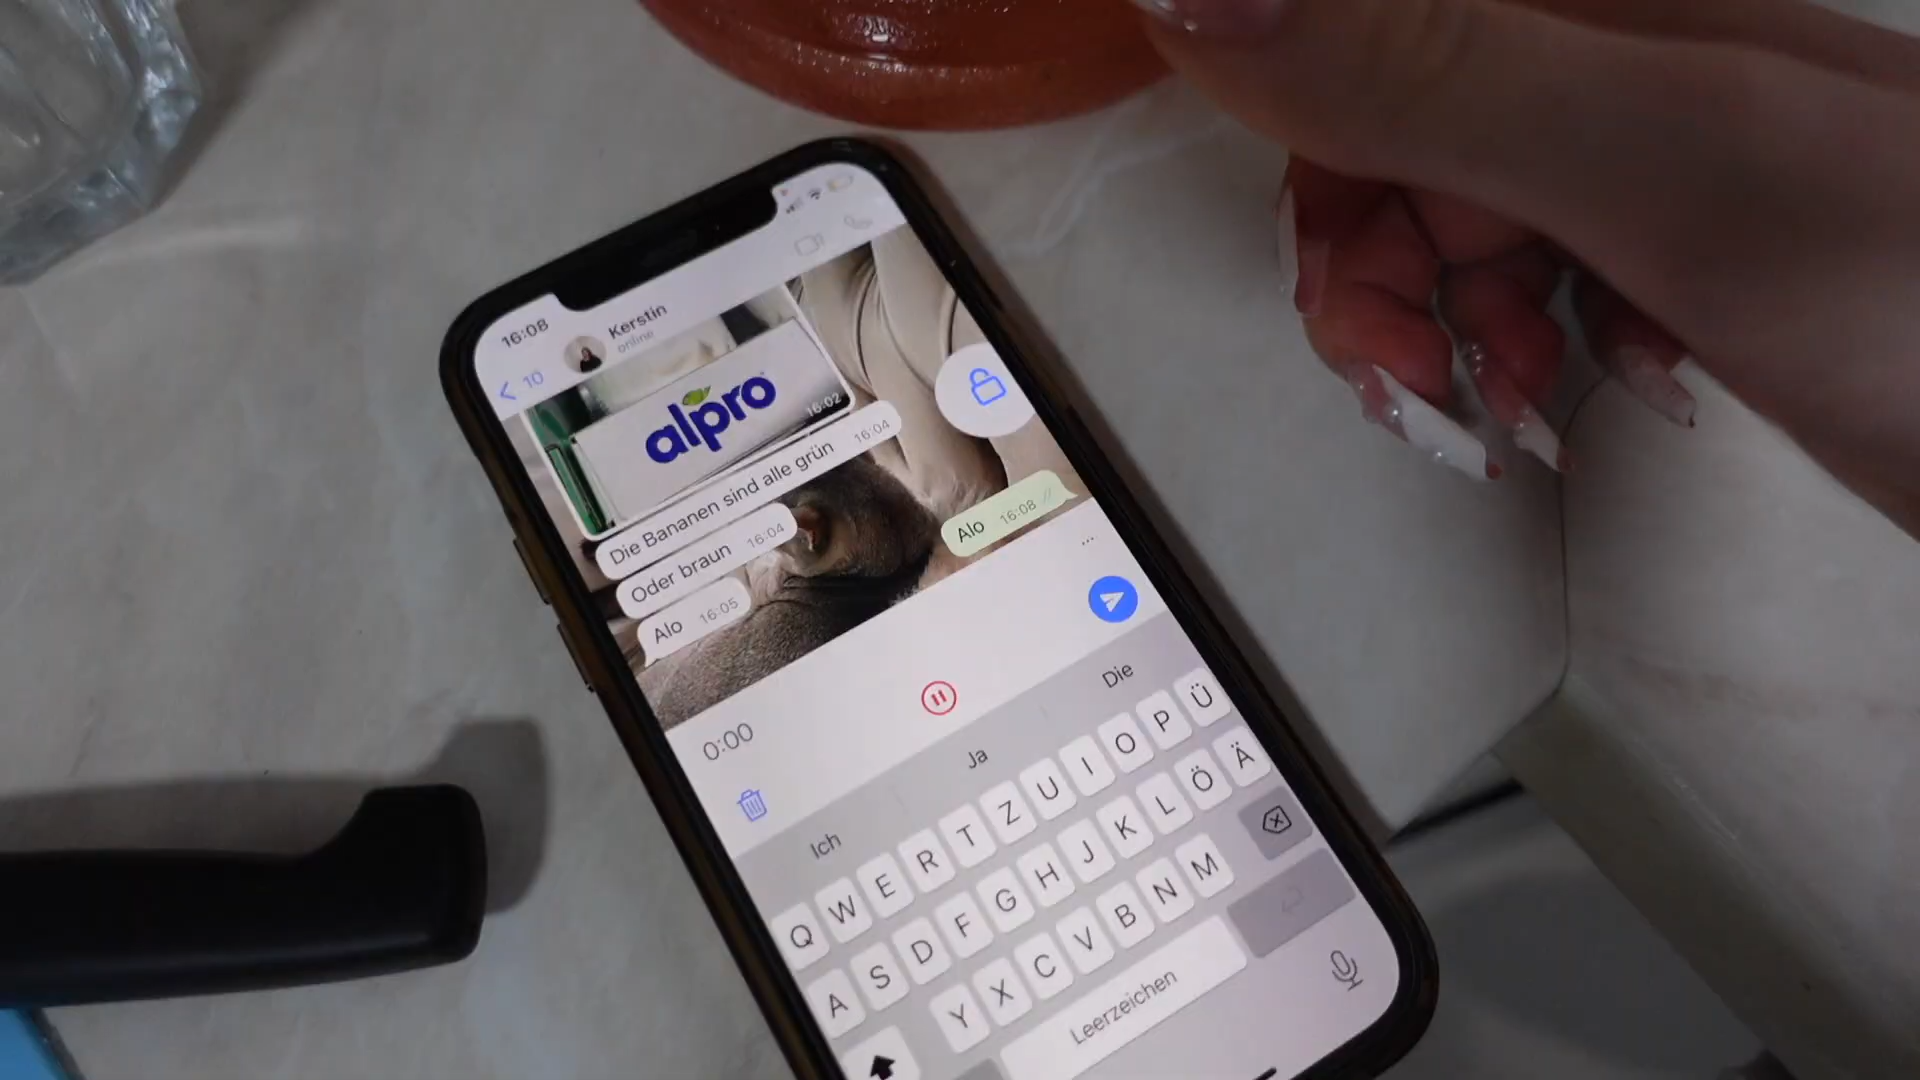 16:08
Kerstin
online
10
alpro
16:02
Die Bananen sind alle grün 16:04
Oder braun 16:04
Alo 16:05
Alo 16:08
0:00
Ich Ja Die
Q W E R T Z U I O P Ü
A S D F G H J K L Ö Ä
Y X C V B N M
Leerzeichen